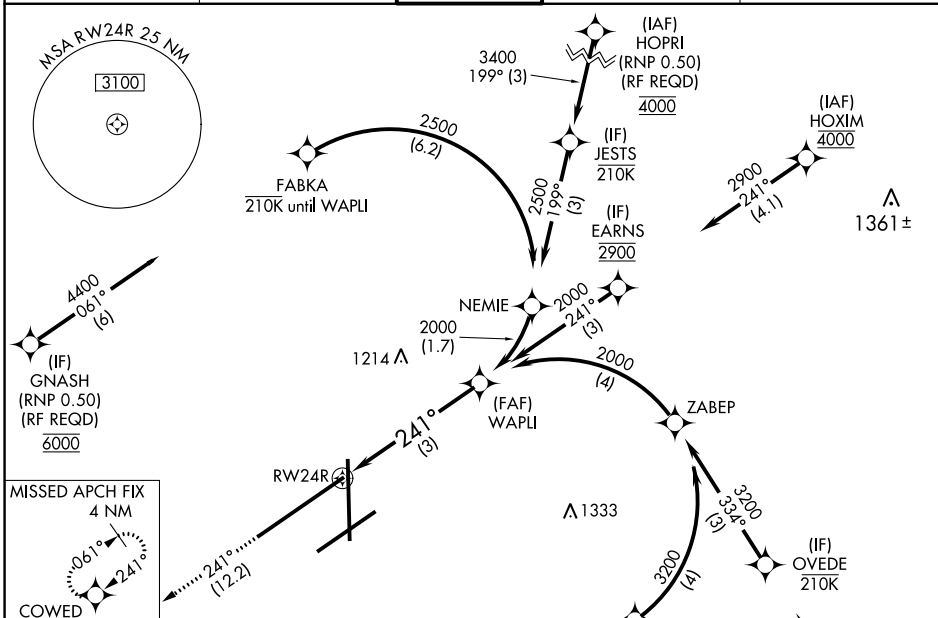 MSA RW24R 25 NM
3100
(IAF)
HOPRI
(RNP 0.50)
(RF REQD)
4000
3400
199° (3)
(IAF)
HOXIM
4000
2900
241°
(4.1)
1361±
2500
(6.2)
FABKA
210K until WAPLI
(IF)
JESTS
210K
2500
199°
(3)
(IF)
EARNS
2900
4400
061°
(6)
(IF)
GNASH
(RNP 0.50)
(RF REQD)
6000
NEMIE
2000
241°
(3)
2000
(1.7)
1214
2000
(4)
(FAF)
WAPLI
ZABEP
241°
(3)
RW24R
1333
3200
334°
(3)
(IF)
OVEDE
210K
3200
(4)
241°
(12.2)
MISSED APCH FIX
4 NM
061°
241°
COWED